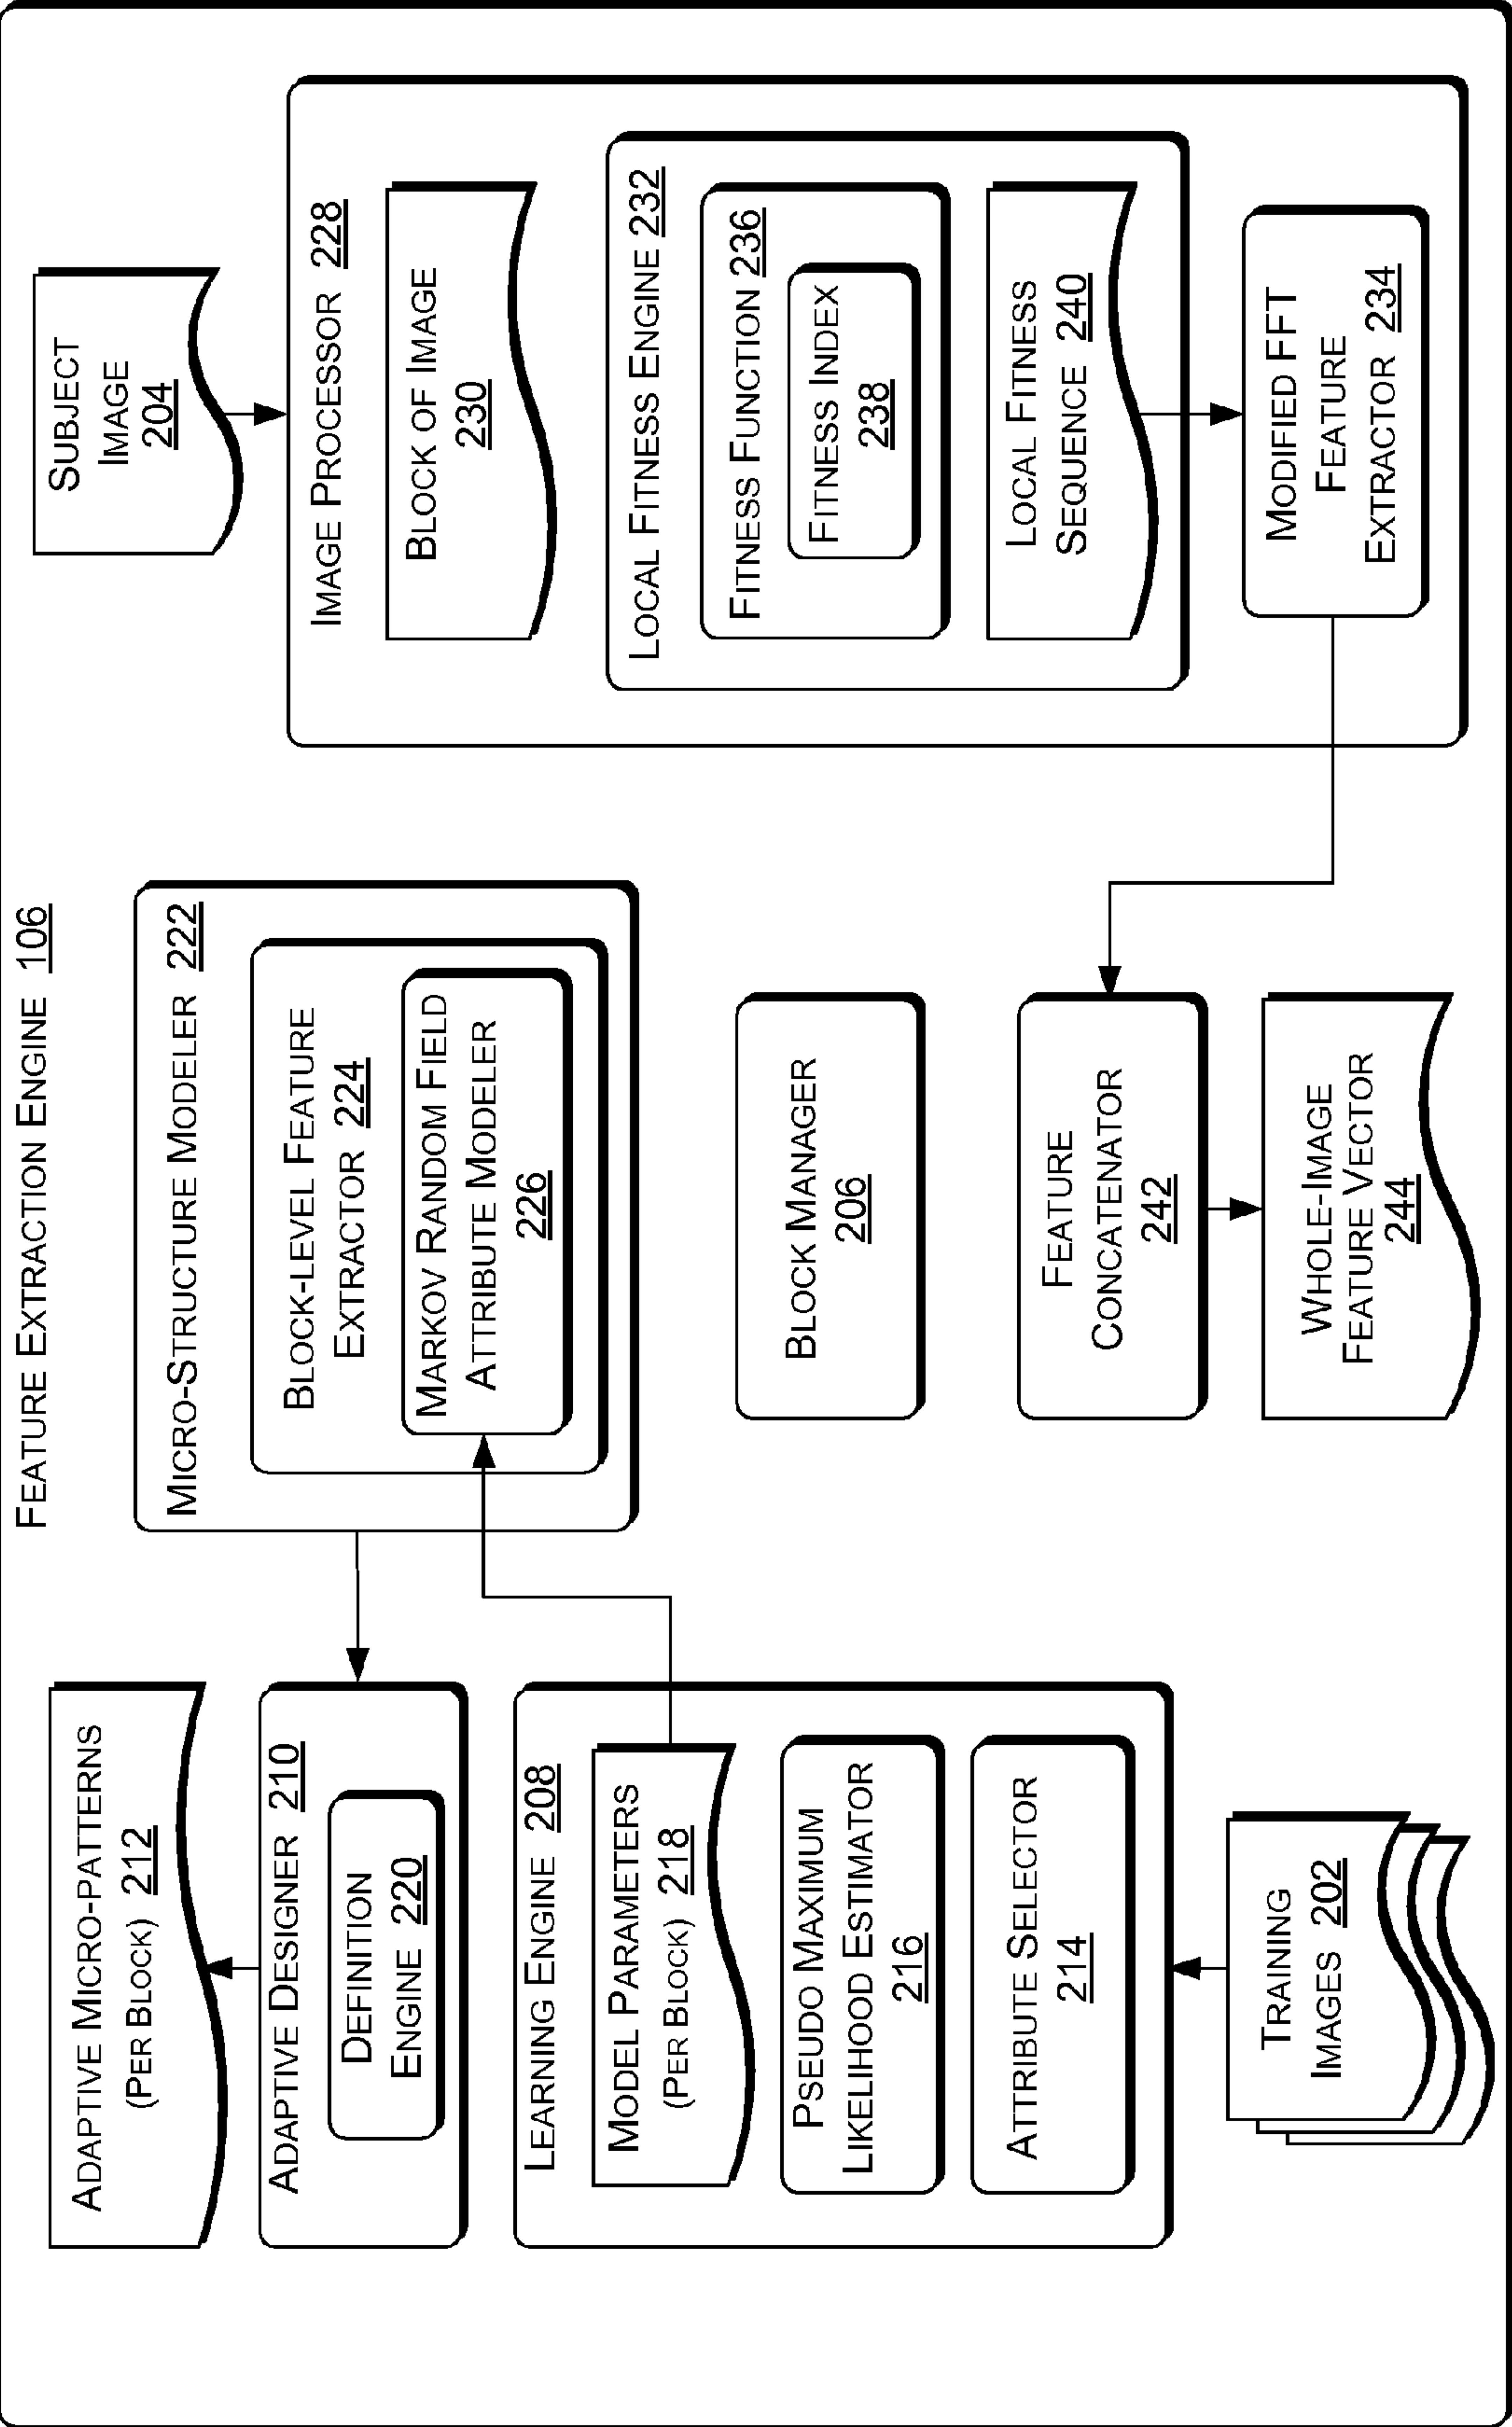 FEATURE EXTRACTION ENGINE 106
ADAPTIVE MICRO-PATTERNS
(PER BLOCK) 212
ADAPTIVE DESIGNER 210
DEFINITION
ENGINE 220
LEARNING ENGINE 208
MODEL PARAMETERS
(PER BLOCK) 218
PSEUDO MAXIMUM
LIKELIHOOD ESTIMATOR
216
ATTRIBUTE SELECTOR
214
TRAINING
IMAGES 202
MICRO-STRUCTURE MODELER 222
BLOCK-LEVEL FEATURE
EXTRACTOR 224
MARKOV RANDOM FIELD
ATTRIBUTE MODELER
226
BLOCK MANAGER
206
FEATURE
CONCATENATOR
242
WHOLE-IMAGE
FEATURE VECTOR
244
SUBJECT
IMAGE
204
IMAGE PROCESSOR 228
BLOCK OF IMAGE
230
LOCAL FITNESS ENGINE 232
FITNESS FUNCTION 236
FITNESS INDEX
238
LOCAL FITNESS
SEQUENCE 240
MODIFIED FFT
FEATURE
EXTRACTOR 234